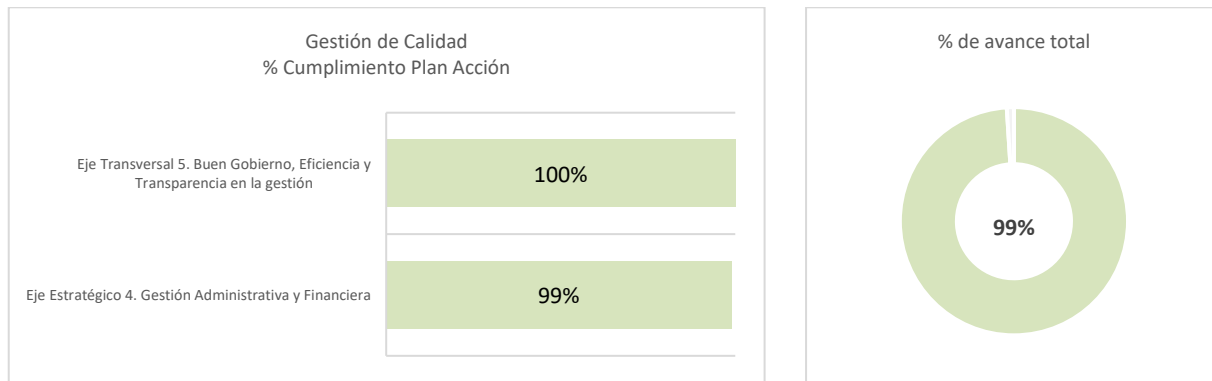 Gestión de Calidad
% Cumplimiento Plan Acción
Eje Transversal 5. Buen Gobierno, Eficiencia y
Transparencia en la gestión
100%
Eje Estratégico 4. Gestión Administrativa y Financiera
99%
% de avance total
99%